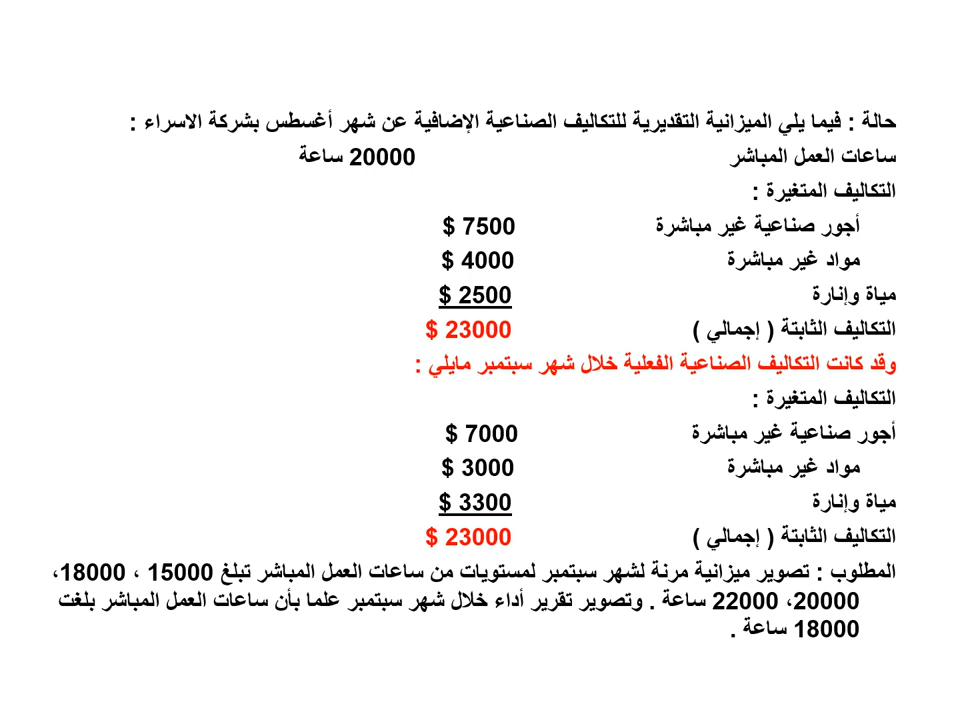 حالة : فيما يلي الميزانية التقديرية للتكاليف الصناعية الإضافية عن شهر أغسطس بشركة الاسراء :
ساعات العمل المباشر 20000 ساعة
التكاليف المتغيرة :
أجور صناعية غير مباشرة 7500 $
مواد غير مباشرة 4000 $
مياة وإنارة 2500 $
التكاليف الثابتة ( إجمالي ) 23000 $
وقد كانت التكاليف الصناعية الفعلية خلال شهر سبتمبر مايلي :
التكاليف المتغيرة :
أجور صناعية غير مباشرة 7000 $
مواد غير مباشرة 3000 $
مياة وإنارة 3300 $
التكاليف الثابتة ( إجمالي ) 23000 $
المطلوب : تصوير ميزانية مرنة لشهر سبتمبر لمستويات من ساعات العمل المباشر تبلغ 15000 ، 18000،
20000، 22000 ساعة . وتصوير تقرير أداء خلال شهر سبتمبر علما بأن ساعات العمل المباشر بلغت
18000 ساعة .